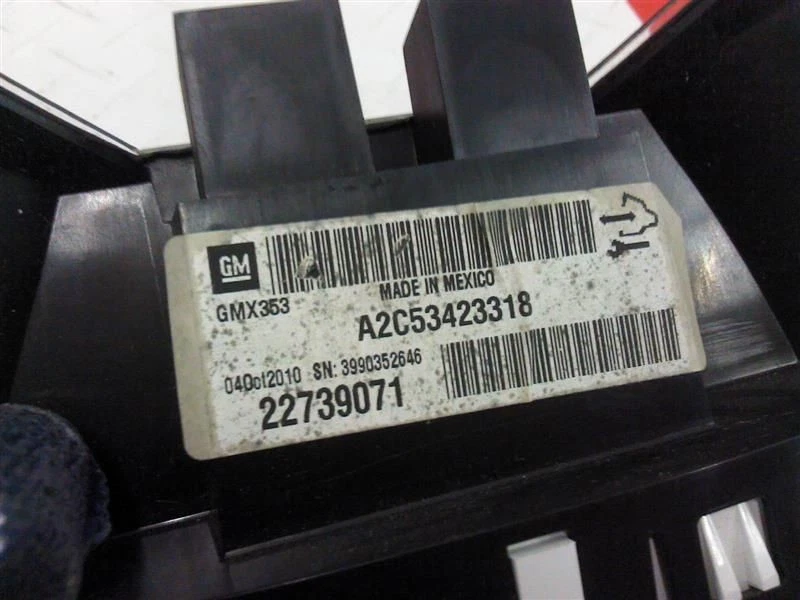 GM
GMX353
MADE IN MEXICO
A2C53423318
04Oct2010 SN: 3990352646
22739071